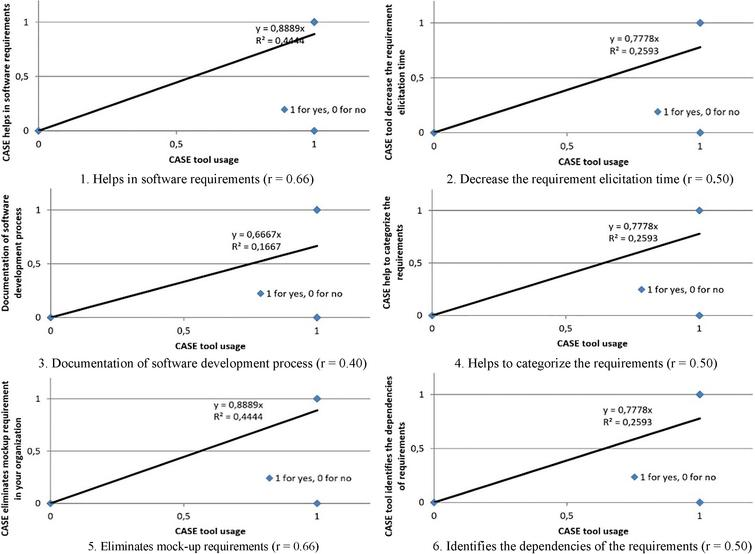 CASE helps in software requirements
1
0,5
0
y = 0,8889x
R² = 0,4444
1 for yes, 0 for no
0
0,5
1
CASE tool usage
1. Helps in software requirements (r = 0.66)
CASE tool decrease the requirement
elicitation time
1
0,5
0
y = 0,7778x
R² = 0,2593
1 for yes, 0 for no
0
0,5
1
CASE tool usage
2. Decrease the requirement elicitation time (r = 0.50)
Documentation of software
development process
1
0,5
0
y = 0,6667x
R² = 0,1667
1 for yes, 0 for no
0
0,5
1
CASE tool usage
3. Documentation of software development process (r = 0.40)
CASE help to categorize the
requirements
1
0,5
0
y = 0,7778x
R² = 0,2593
1 for yes, 0 for no
0
0,5
1
CASE tool usage
4. Helps to categorize the requirements (r = 0.50)
CASE eliminates mockup requirement
in your organization
1
0,5
0
y = 0,8889x
R² = 0,4444
1 for yes, 0 for no
0
0,5
1
CASE tool usage
5. Eliminates mock-up requirements (r = 0.66)
CASE tool identifies the dependencies
of requirements
1
0,5
0
y = 0,7778x
R² = 0,2593
1 for yes, 0 for no
0
0,5
1
CASE tool usage
6. Identifies the dependencies of the requirements (r = 0.50)